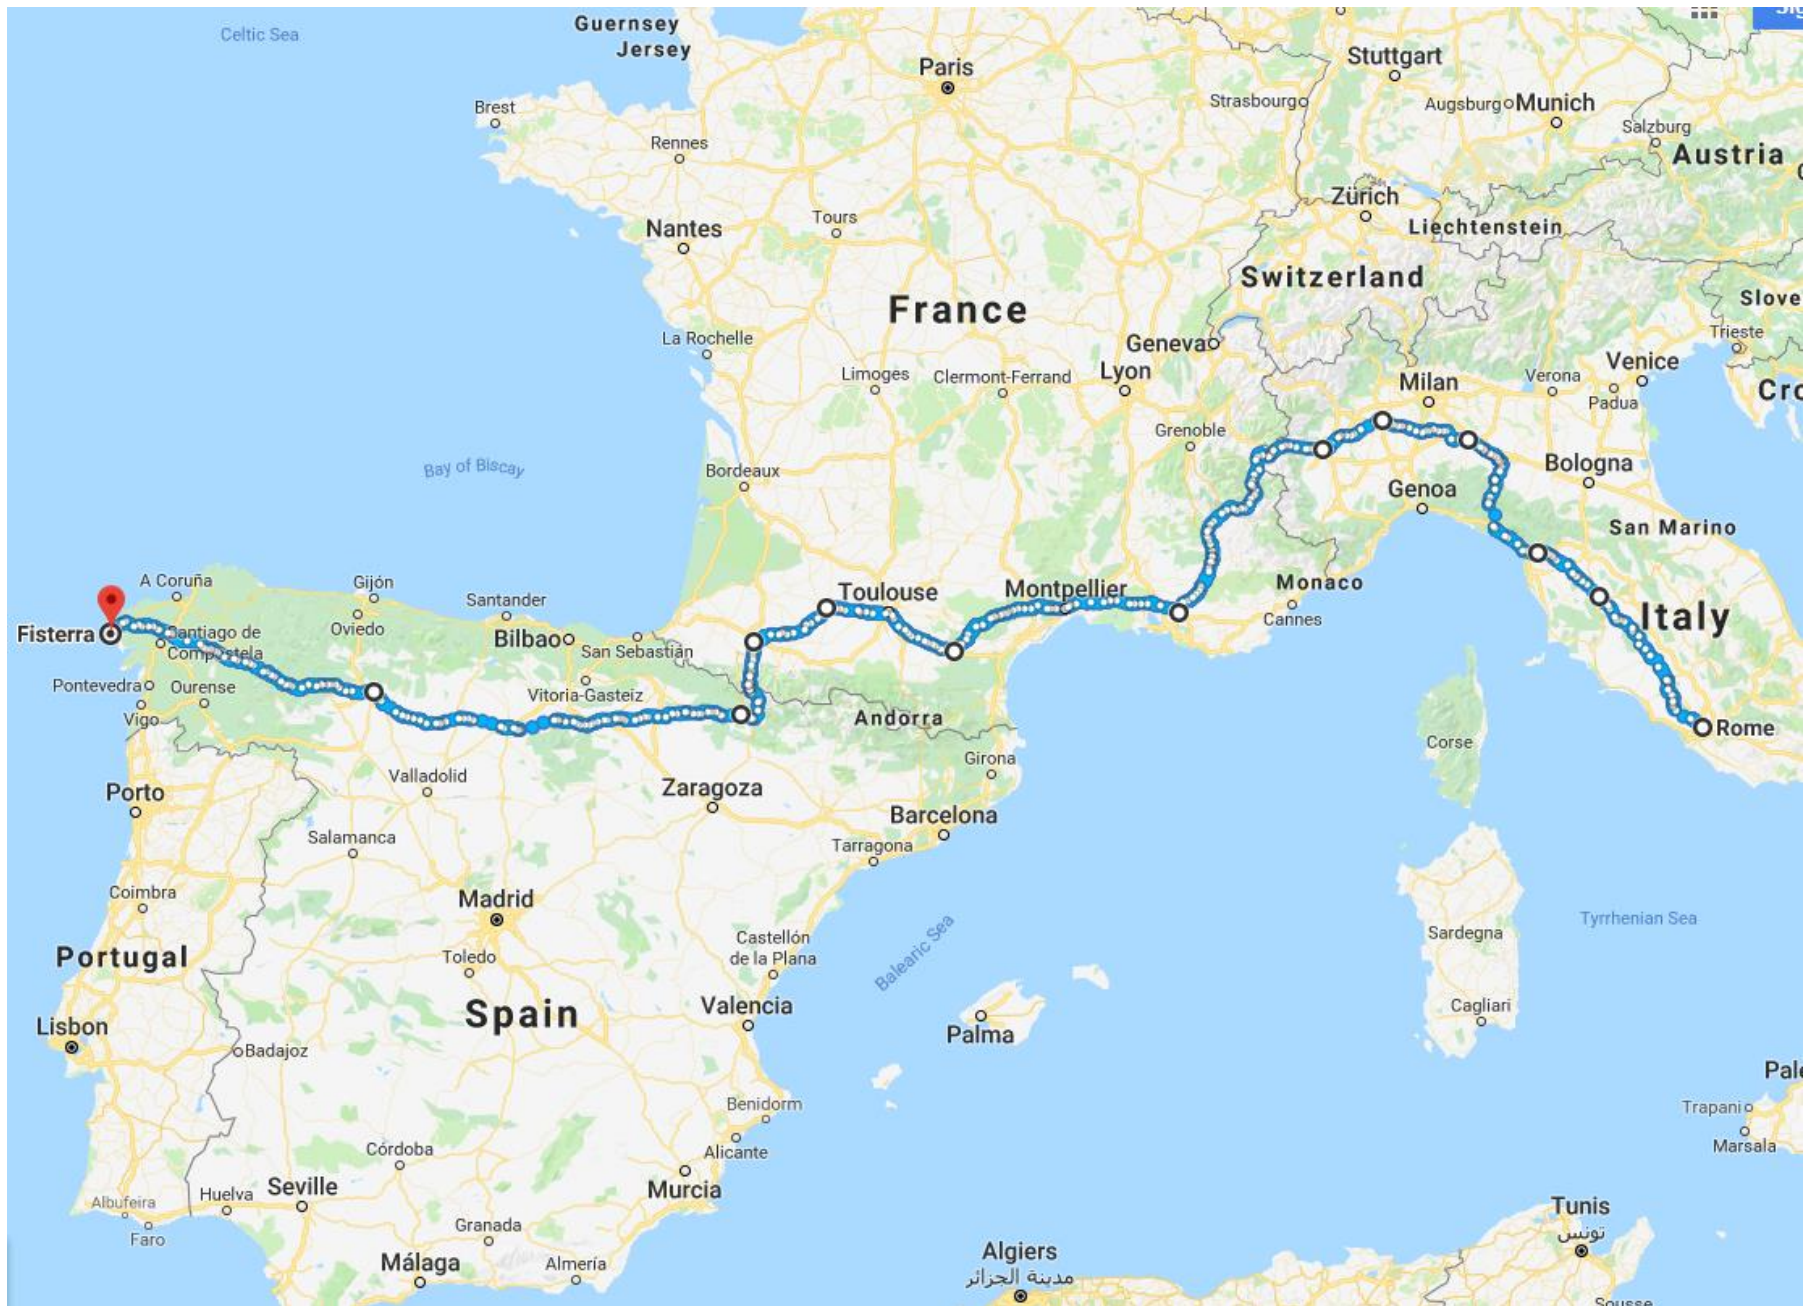 Celtic Sea
Guernsey
Jersey
Paris
Stuttgart
Strasbourg
Augsburg
Munich
Brest
Salzburg
Austria
Rennes
Zürich
Liechtenstein
Tours
Nantes
Switzerland
France
Slove
La Rochelle
Geneva
Trieste
Limoges
Clermont-Ferrand
Lyon
Milan
Verona
Venice
Padua
Cro
Grenoble
Bay of Biscay
Bordeaux
Bologna
Genoa
San Marino
A Coruña
Gijón
Toulouse
Montpellier
Monaco
Santander
Cannes
Italy
Fisterra
Santiago de
Compostela
Oviedo
Bilbao
San Sebastián
Pontevedra
Ourense
Vitoria-Gasteiz
Vigo
Andorra
Rome
Corse
Girona
Valladolid
Porto
Zaragoza
Barcelona
Salamanca
Tarragona
Coimbra
Madrid
Balearic Sea
Tyrrhenian Sea
Castellón
de la Plana
Sardegna
Portugal
Toledo
Spain
Valencia
Cagliari
Lisbon
Palma
Badajoz
Pale
Benidorm
Trapani
Córdoba
Alicante
Marsala
Murcia
Albufeira
Huelva
Seville
Faro
Granada
Tunis
تونس
Málaga
Almería
Algiers
مدينة الجزائر
Sousse